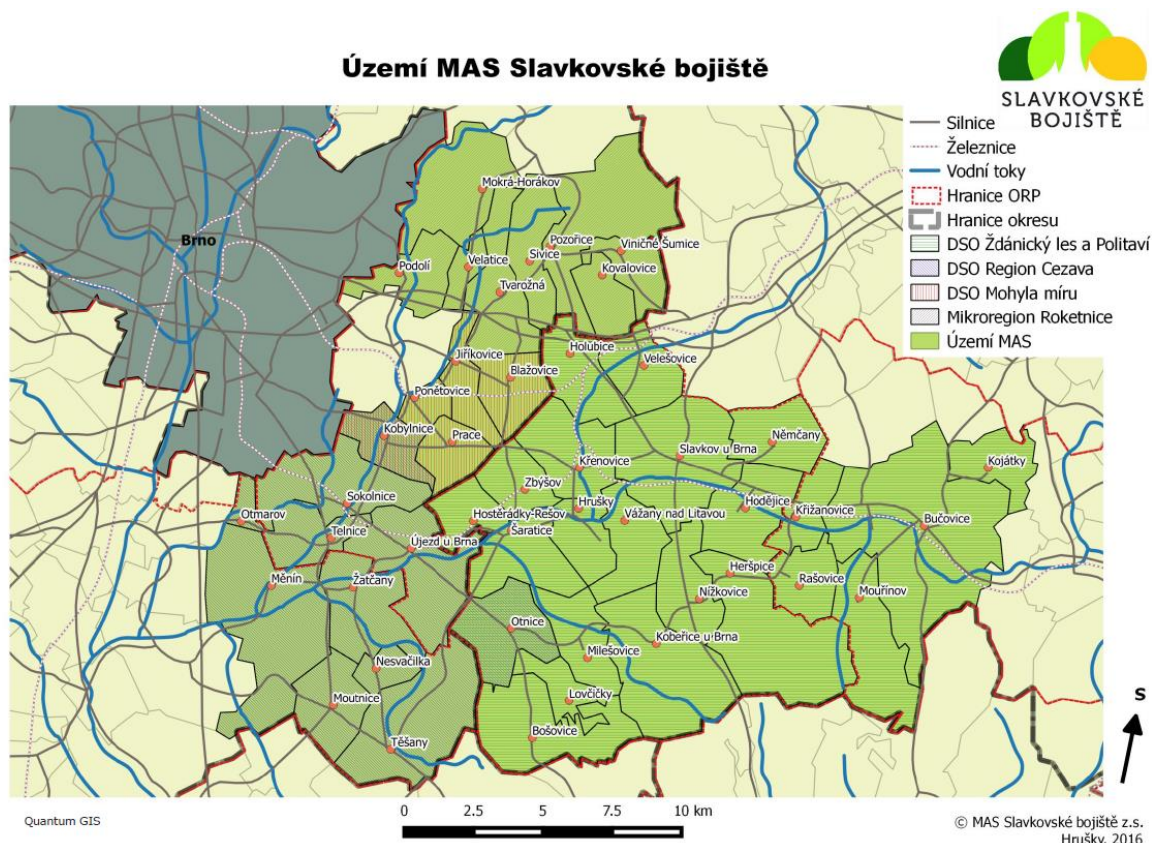 Území MAS Slavkovské bojiště
SLAVKOVSKÉ
BOJIŠTĚ
Silnice
Železnice
Vodní toky
Hranice ORP
Hranice okresu
DSO Ždánický les a Politaví
DSO Region Cezava
DSO Mohyla míru
Mikroregion Roketnice
Území MAS
Mokrá-Horákov
Brno
Pozořice
Viničné Šumice
Sivice
Velatice
Podolí
Kovalovice
Tvarožná
Holubice
Jiříkovice
Velešovice
Blažovice
Ponětovice
Kobylnice
Prace
Němčany
Slavkov u Brna
Křenovice
Kojátky
Zbýšov
Sokolnice
Hrušky
Hodějice
Otmarov
Hostěrádky-Rešov
Vážany nad Litavou
Křižanovice
Bučovice
Telnice
Šaratice
Újezd u Brna
Heršpice
Měnín
Žatčany
Rašovice
Nížkovice
Mouřínov
Otnice
Kobeřice u Brna
Milešovice
Nesvačilka
Lovčičky
Moutnice
Bošovice
Těšany
S
0 2.5 5 7.5 10 km
Quantum GIS
© MAS Slavkovské bojiště z.s.
Hrušky, 2016